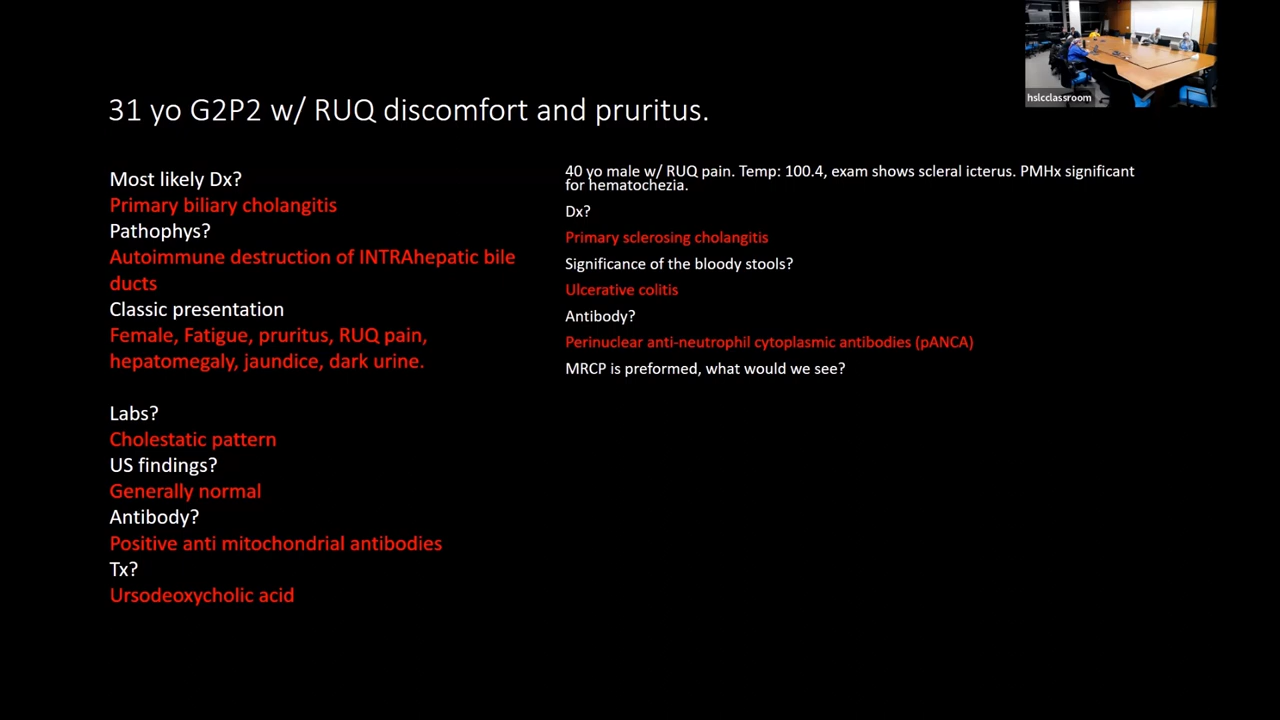 hslcclassroom
31 yo G2P2 w/ RUQ discomfort and pruritus.
Most likely Dx?
Primary biliary cholangitis
Pathophys?
Autoimmune destruction of INTRAhepatic bile
ducts
Classic presentation
Female, Fatigue, pruritus, RUQ pain,
hepatomegaly, jaundice, dark urine.
Labs?
Cholestatic pattern
US findings?
Generally normal
Antibody?
Positive anti mitochondrial antibodies
Tx?
Ursodeoxycholic acid
40 yo male w/ RUQ pain. Temp: 100.4, exam shows scleral icterus. PMHx significant
for hematochezia.
Dx?
Primary sclerosing cholangitis
Significance of the bloody stools?
Ulcerative colitis
Antibody?
Perinuclear anti-neutrophil cytoplasmic antibodies (pANCA)
MRCP is preformed, what would we see?